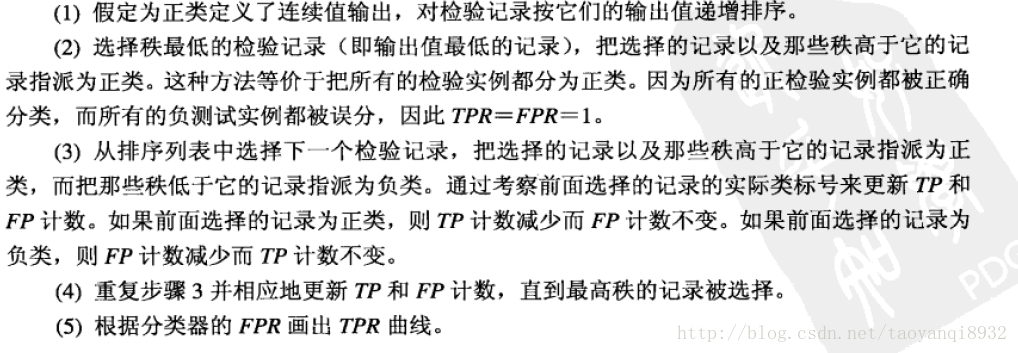 (1) 假定为正类定义了连续值输出，对检验记录按它们的输出值递增排序。
(2) 选择秩最低的检验记录（即输出值最低的记录），把选择的记录以及那些秩高于它的记
录指派为正类。这种方法等价于把所有的检验实例都分为正类。因为所有的正检验实例都被正确
分类，而所有的负测试实例都被误分，因此 TPR＝FPR＝1。
(3) 从排序列表中选择下一个检验记录，把选择的记录以及那些秩高于它的记录指派为正
类，而把那些秩低于它的记录指派为负类。通过考察前面选择的记录的实际类标号来更新 TP 和
FP 计数。如果前面选择的记录为正类，则 TP 计数减少而 FP 计数不变。如果前面选择的记录为
负类，则 FP 计数减少而 TP 计数不变。
(4) 重复步骤 3 并相应地更新 TP 和 FP 计数，直到最高秩的记录被选择。
(5) 根据分类器的 FPR 画出 TPR 曲线。
http://blog.csdn.net/taoyanqi8932